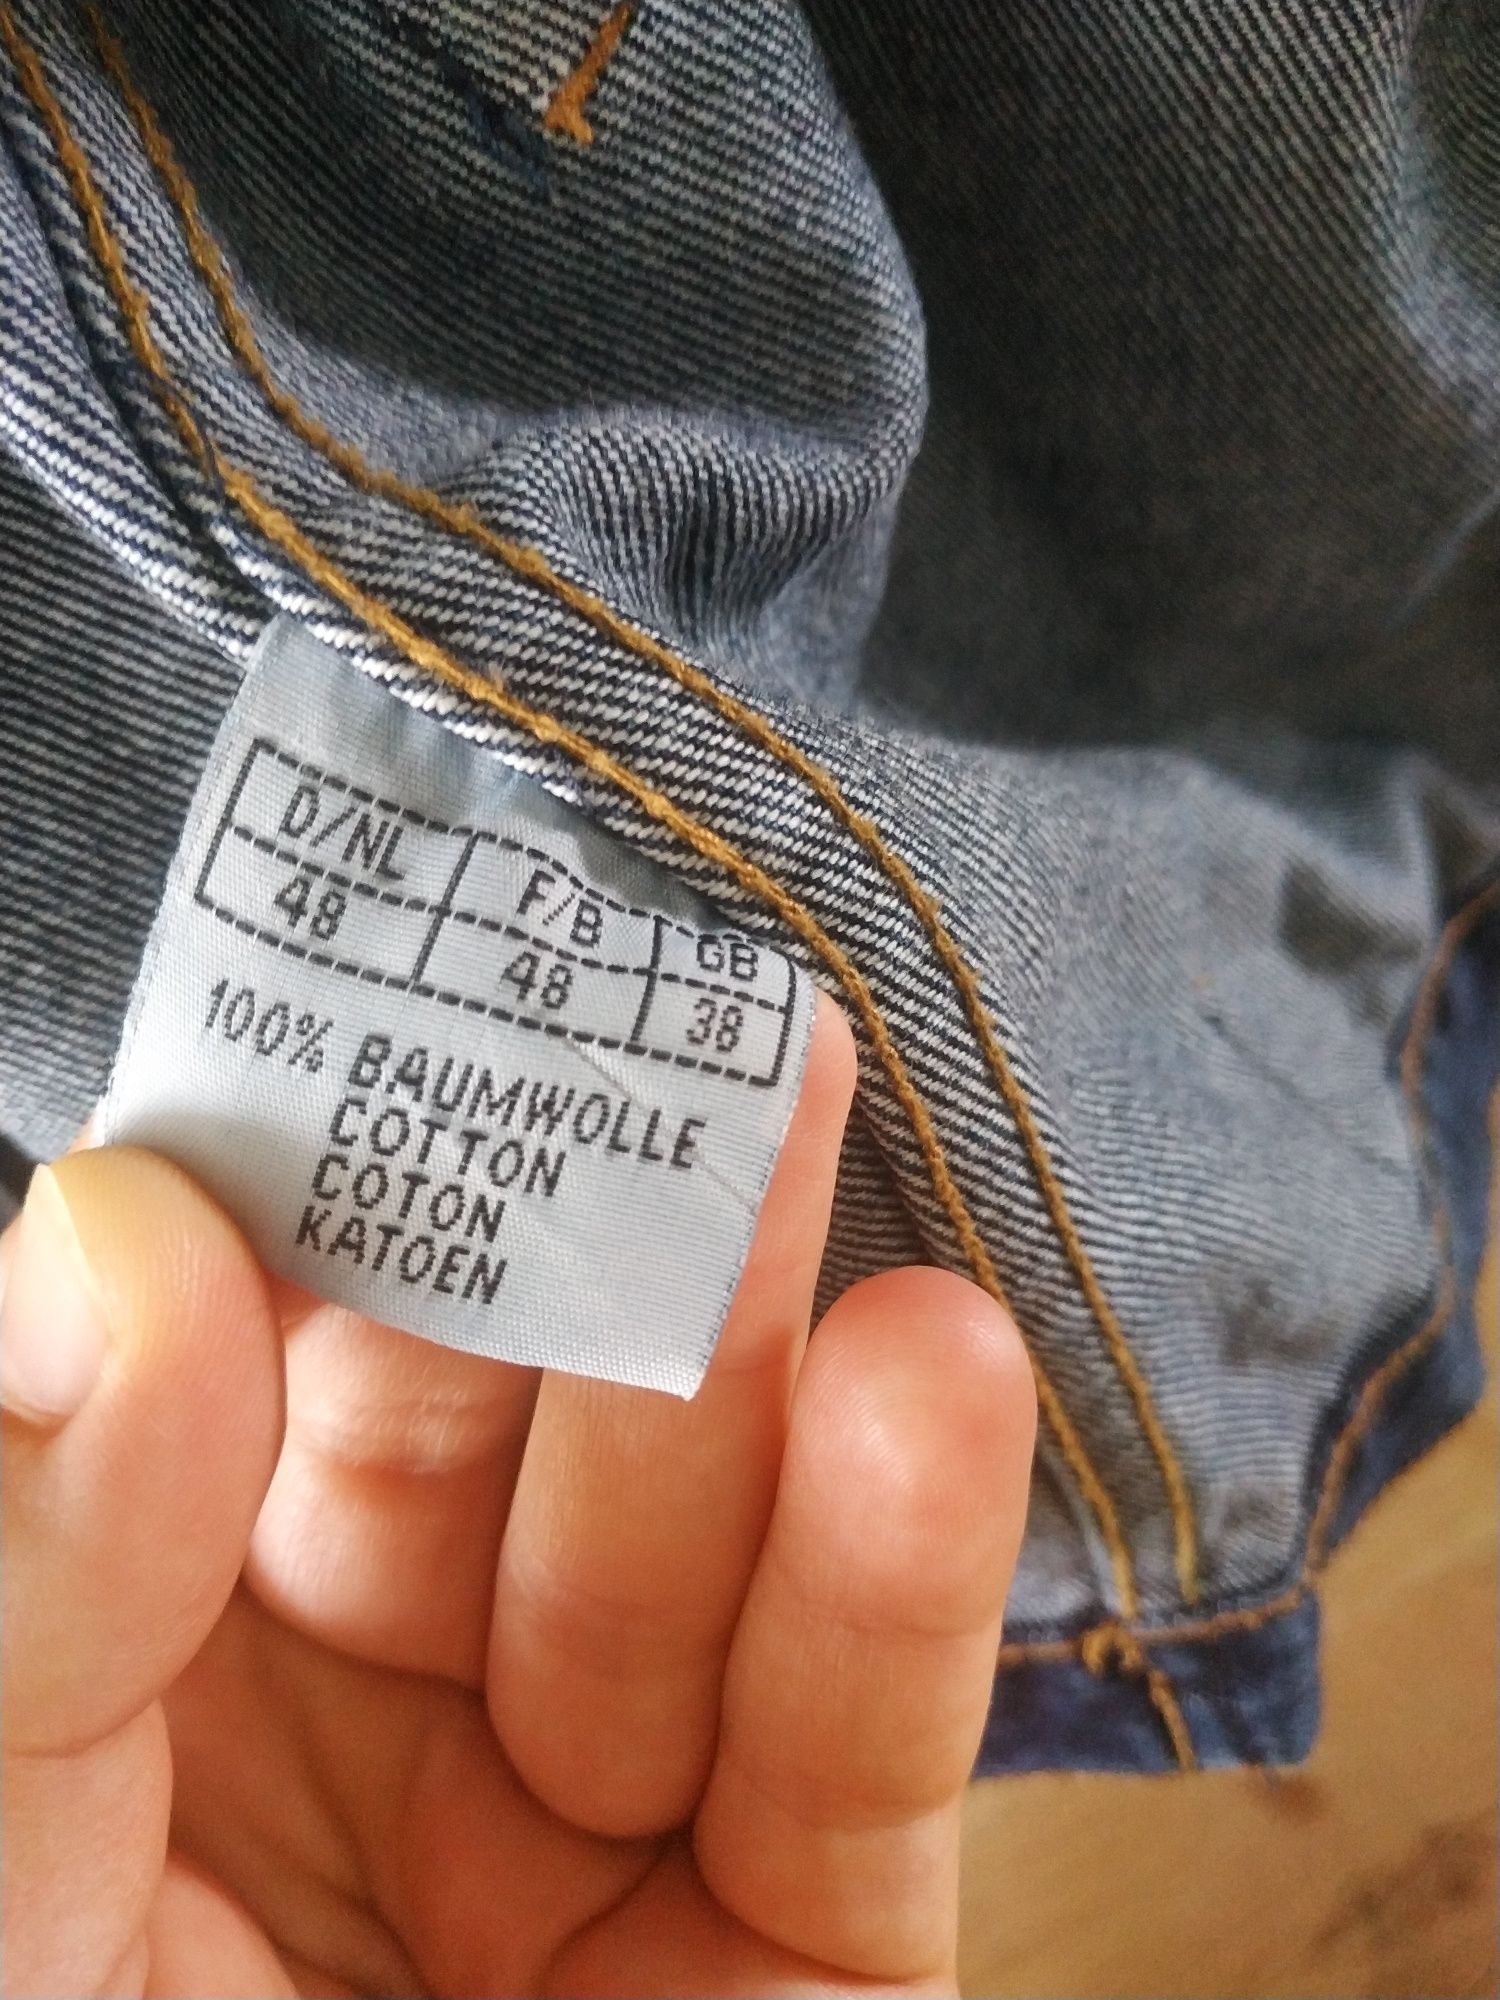 D/NL F/B GB
48 48 38
100% BAUMWOLLE
COTTON
COTON
KATOEN